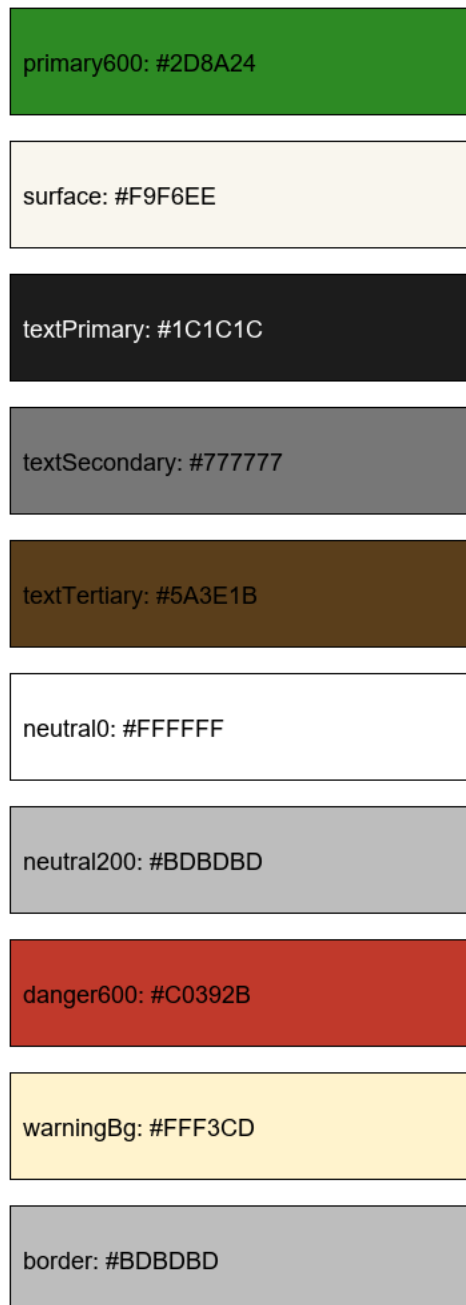 primary600: #2D8A24
surface: #F9F6EE
textPrimary: #1C1C1C
textSecondary: #777777
textTertiary: #5A3E1B
neutral0: #FFFFFF
neutral200: #BDBDBD
danger600: #C0392B
warningBg: #FFF3CD
border: #BDBDBD